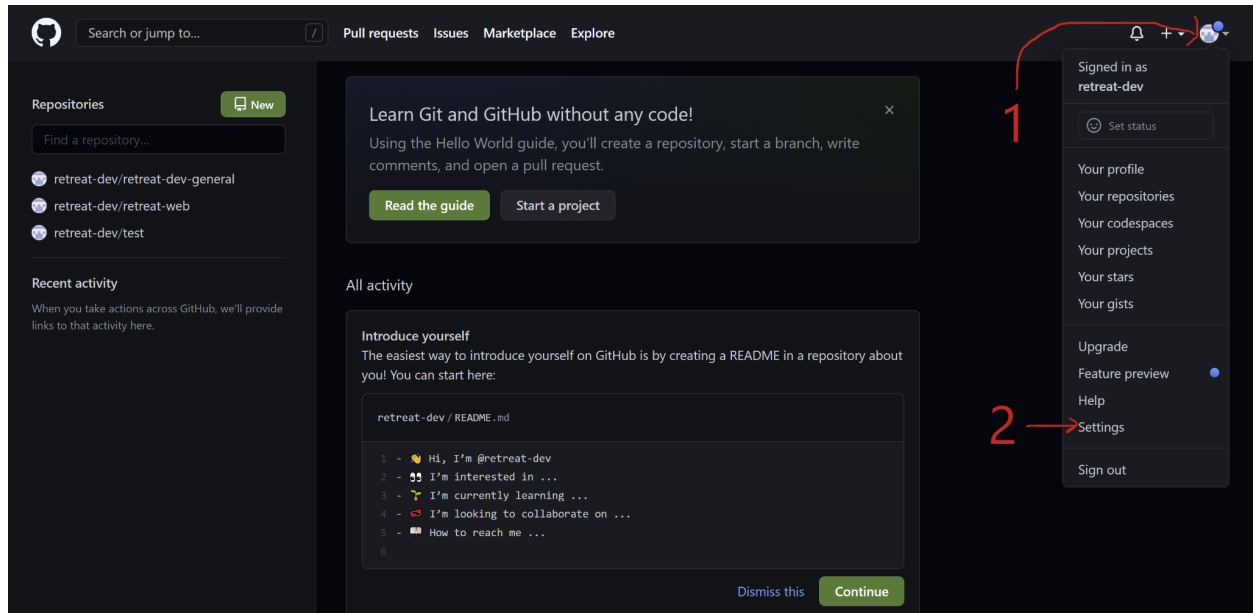 Search or jump to... /
Pull requests Issues Marketplace Explore
1
Repositories
New
Find a repository...
retreat-dev/retreat-dev-general
retreat-dev/retreat-web
retreat-dev/test
Recent activity
When you take actions across GitHub, we'll provide
links to that activity here.
Learn Git and GitHub without any code!
Using the Hello World guide, you'll create a repository, start a branch, write
comments, and open a pull request.
Read the guide Start a project
All activity
Introduce yourself
The easiest way to introduce yourself on GitHub is by creating a README in a repository about
you! You can start here:
retreat-dev / README.md
1 - 👋 Hi, I'm @retreat-dev
2 - 👀 I'm interested in ...
3 - 🌱 I'm currently learning ...
4 - 💞️ I'm looking to collaborate on ...
5 - 📫 How to reach me ...
6
Dismiss this Continue
Signed in as
retreat-dev
Set status
Your profile
Your repositories
Your codespaces
Your projects
Your stars
Your gists
Upgrade
Feature preview
Help
2 Settings
Sign out